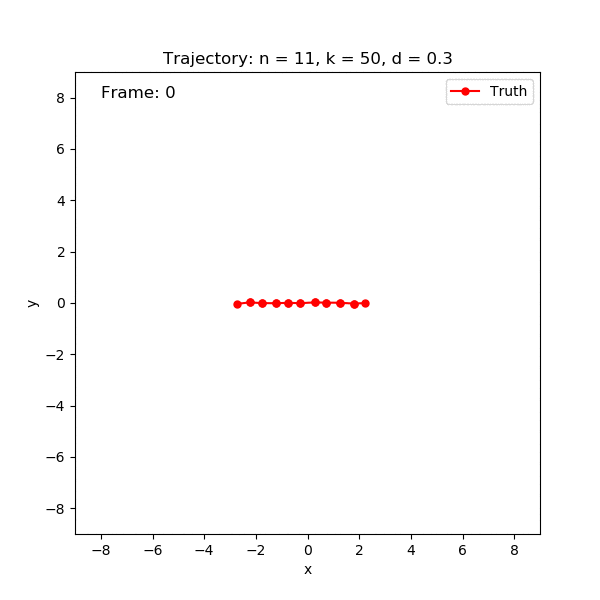 Trajectory: n = 11, k = 50, d = 0.3
Frame: 0
Truth
8
6
4
2
0
−2
−4
−6
−8
y
−8 −6 −4 −2 0 2 4 6 8
x